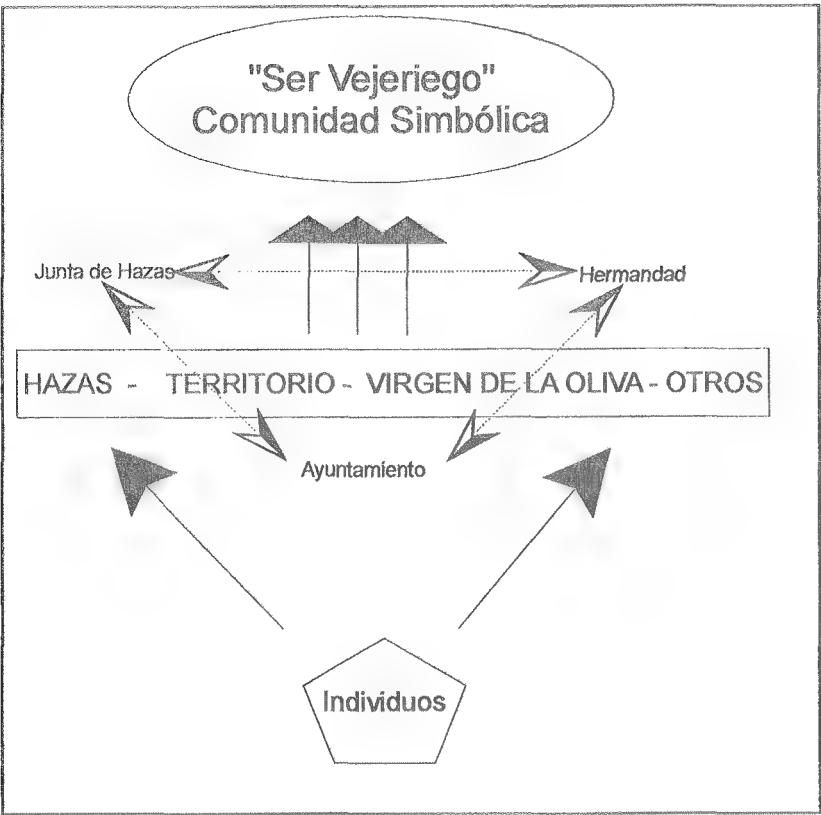 "Ser Vejeriego"
Comunidad Simbólica
Junta de Hazas
Hermandad
HAZAS - TERRITORIO - VIRGEN DE LA OLIVA - OTROS
Ayuntamiento
Individuos